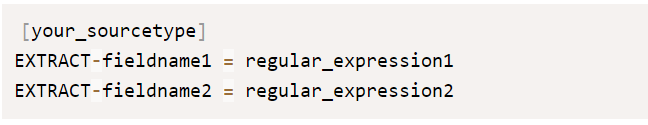 [your_sourcetype]
EXTRACT-fieldname1 = regular_expression1
EXTRACT-fieldname2 = regular_expression2